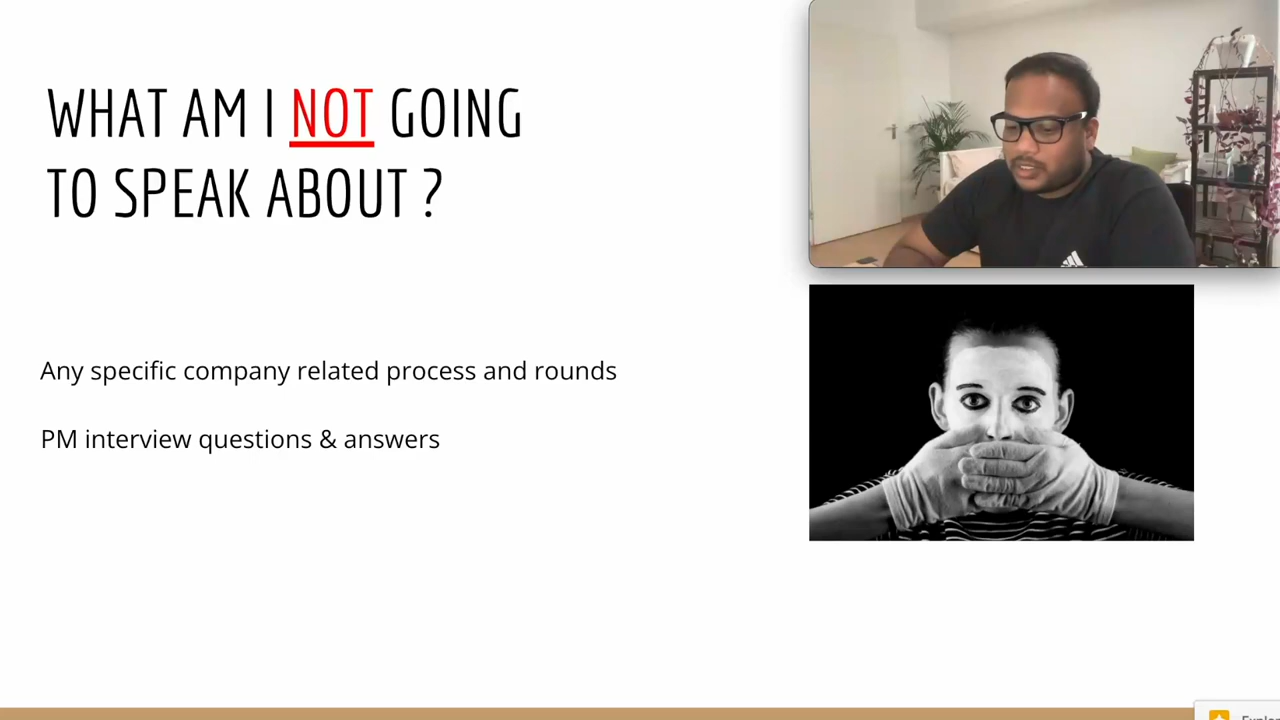 WHAT AM I NOT GOING
TO SPEAK ABOUT ?
Any specific company related process and rounds
PM interview questions & answers